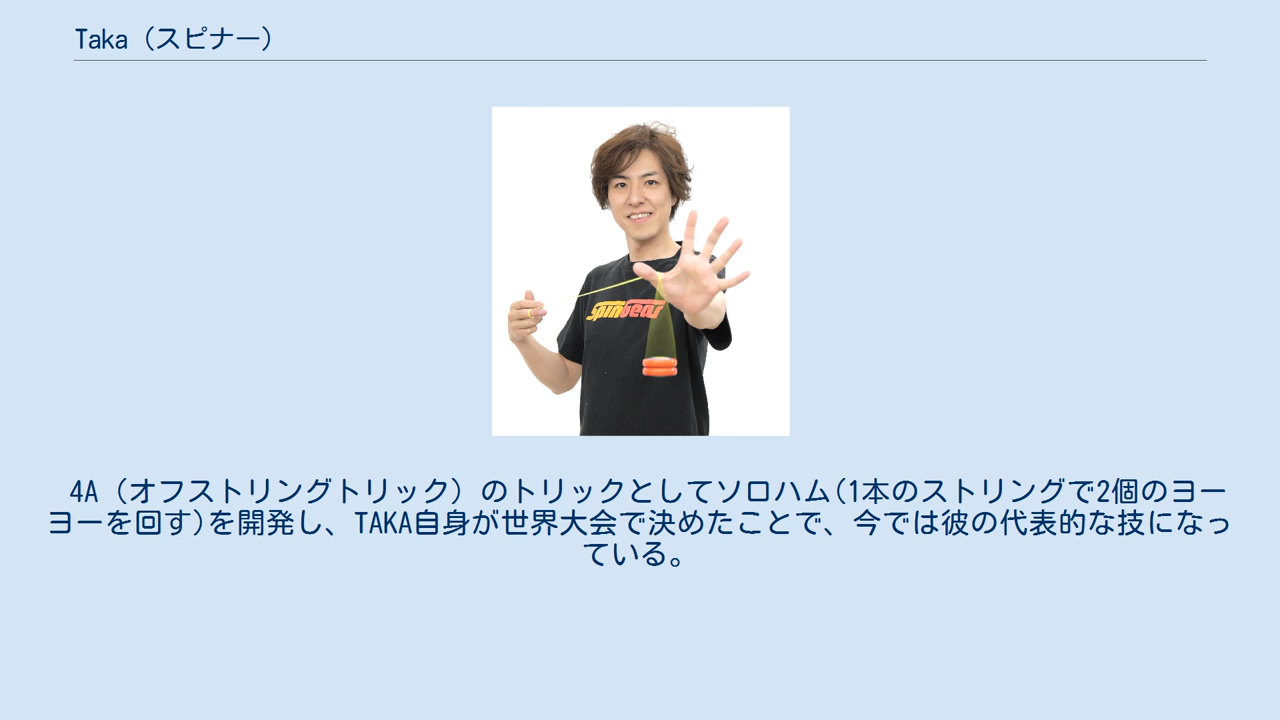 Taka（スピナー）
spingear
4A（オフストリングトリック）のトリックとしてソロハム(1本のストリングで2個のヨー
ヨーを回す)を開発し、TAKA自身が世界大会で決めたことで、今では彼の代表的な技になっ
ている。